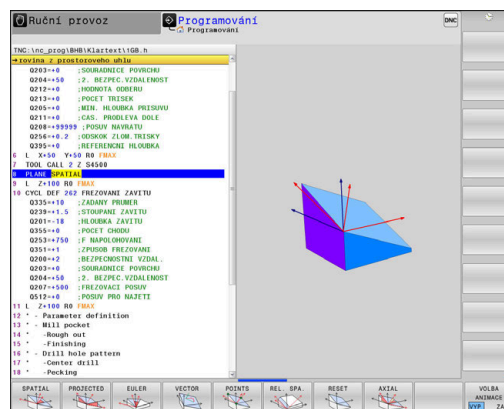 Ruční provoz
Programování
Programování
DNC
TNC:\nc_prog\BHB\Klartext\1GB.h
→rovina z prostoroveho uhlu
Q203=+0 ;SOURADNICE POVRCHU
Q204=+50 ;2. BEZPEC.VZDALENOST
Q212=+0 ;HODNOTA ODBERU
Q213=+0 ;POCET TRISEK
Q205=+0 ;MIN. HLOUBKA PRISUVU
Q211=+0 ;CAS. PRODLEVA DOLE
Q208=+99999 ;POSUV NAVRATU
Q256=+0.2 ;ODSKOK ZLOM.TRISKY
Q395=+0 ;REFERENCNI HLOUBKA
6 L X+50 Y+50 R0 FMAX
7 TOOL CALL 2 Z S4500
8 PLANE SPATIAL
9 L Z+100 R0 FMAX
10 CYCL DEF 262 FREZOVANI ZAVITU
Q335=+10 ;ZADANY PRUMER
Q239=+1.5 ;STOUPANI ZAVITU
Q201=-18 ;HLOUBKA ZAVITU
Q355=+0 ;POCET CHODU
Q253=+750 ;F NAPOLOHOVANI
Q351=+1 ;ZPUSOB FREZOVANI
Q200=+2 ;BEZPECNOSTNI VZDAL.
Q203=+0 ;SOURADNICE POVRCHU
Q204=+50 ;2. BEZPEC.VZDALENOST
Q207=+500 ;FREZOVACI POSUV
Q512=+0 ;POSUV PRO NAJETI
11 L Z+100 R0 FMAX
12 * - Parameter definition
13 * - Mill pocket
14 * -Rough out
15 * -Finishing
16 * - Drill hole pattern
17 * -Center drill
18 * -Pecking
SPATIAL
PROJECTED
EULER
VECTOR
POINTS
REL. SPA.
RESET
AXIAL
VOLBA
ANIMAC
VYP ZA